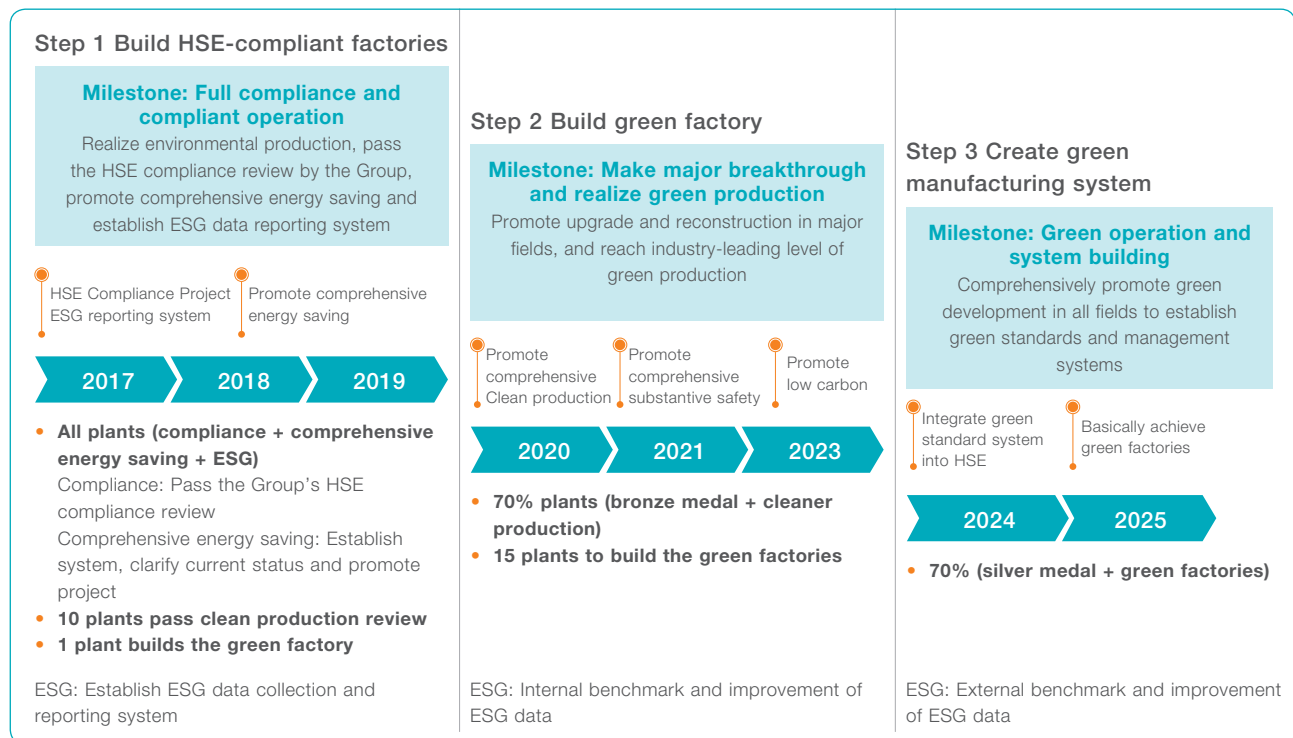 Step 1 Build HSE-compliant factories
Milestone: Full compliance and
compliant operation
Realize environmental production, pass
the HSE compliance review by the Group,
promote comprehensive energy saving and
establish ESG data reporting system
HSE Compliance Project
ESG reporting system
Promote comprehensive
energy saving
2017
2018
2019
• All plants (compliance + comprehensive
energy saving + ESG)
Compliance: Pass the Group's HSE
compliance review
Comprehensive energy saving: Establish
system, clarify current status and promote
project
• 10 plants pass clean production review
• 1 plant builds the green factory
ESG: Establish ESG data collection and
reporting system
Step 2 Build green factory
Milestone: Make major breakthrough
and realize green production
Promote upgrade and reconstruction in major
fields, and reach industry-leading level of
green production
Promote
comprehensive
Clean production
Promote
comprehensive
substantive safety
Promote
low carbon
2020
2021
2023
• 70% plants (bronze medal + cleaner
production)
• 15 plants to build the green factories
ESG: Internal benchmark and improvement of
ESG data
Step 3 Create green
manufacturing system
Milestone: Green operation and
system building
Comprehensively promote green
development in all fields to establish
green standards and management
systems
Integrate green
standard system
into HSE
Basically achieve
green factories
2024
2025
• 70% (silver medal + green factories)
ESG: External benchmark and improvement
of ESG data